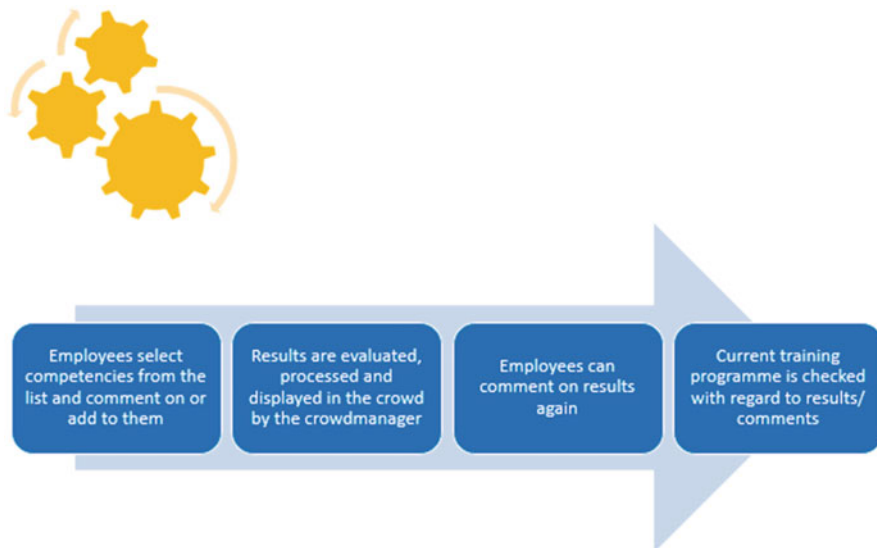 Employees select
competencies from the
list and comment on or
add to them
Results are evaluated,
processed and
displayed in the crowd
by the crowdmanager
Employees can
comment on results
again
Current training
programme is checked
with regard to results/
comments